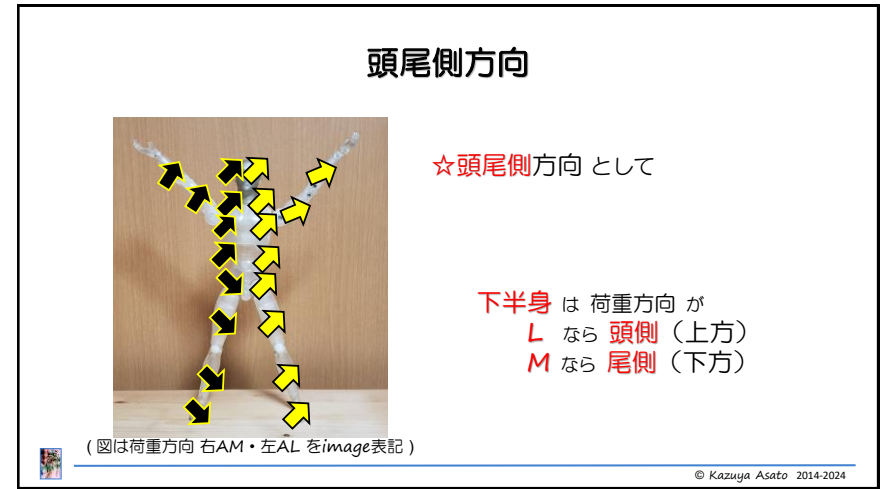 頭尾側方向
☆頭尾側方向 として
下半身 は 荷重方向 が
L なら 頭側（上方）
M なら 尾側（下方）
( 図は荷重方向 右AM・左AL をimage表記 )
© Kazuya Asato 2014-2024